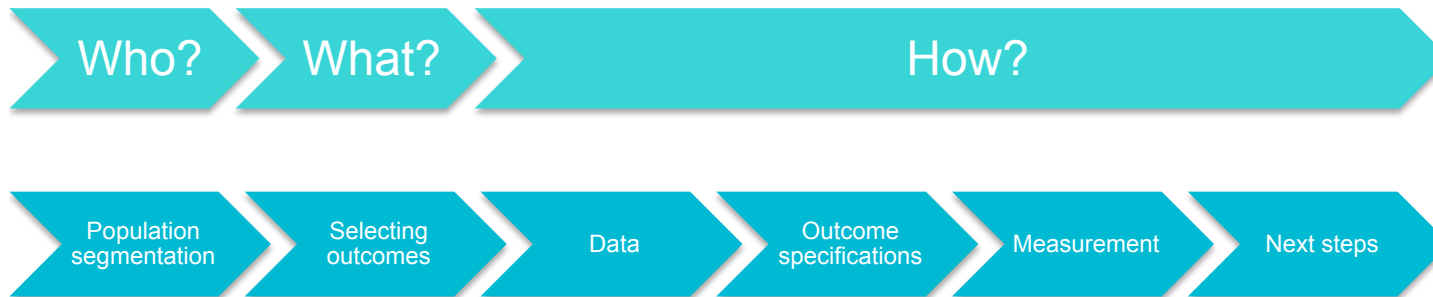 Who?
What?
How?
Population
segmentation
Selecting
outcomes
Data
Outcome
specifications
Measurement
Next steps